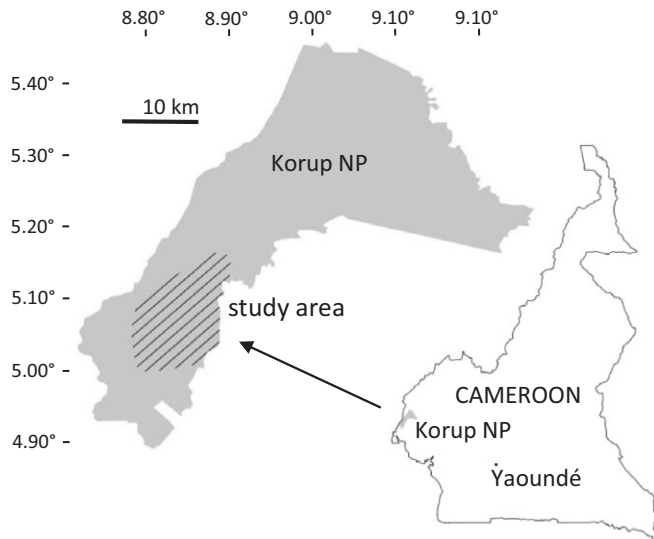 8.80° 8.90° 9.00° 9.10° 9.10°
5.40°
10 km
5.30°
Korup NP
5.20°
5.10°
study area
5.00°
CAMEROON
4.90°
Korup NP
Yaoundé